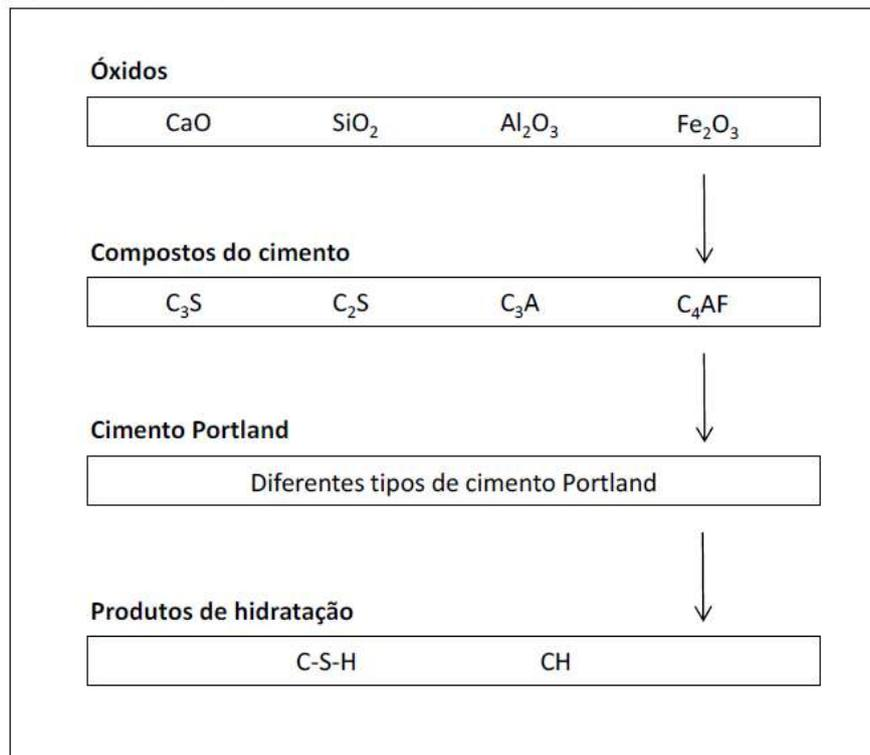 Óxidos
CaO SiO₂ Al₂O₃ Fe₂O₃
Compostos do cimento
C₃S C₂S C₃A C₄AF
Cimento Portland
Diferentes tipos de cimento Portland
Produtos de hidratação
C-S-H CH